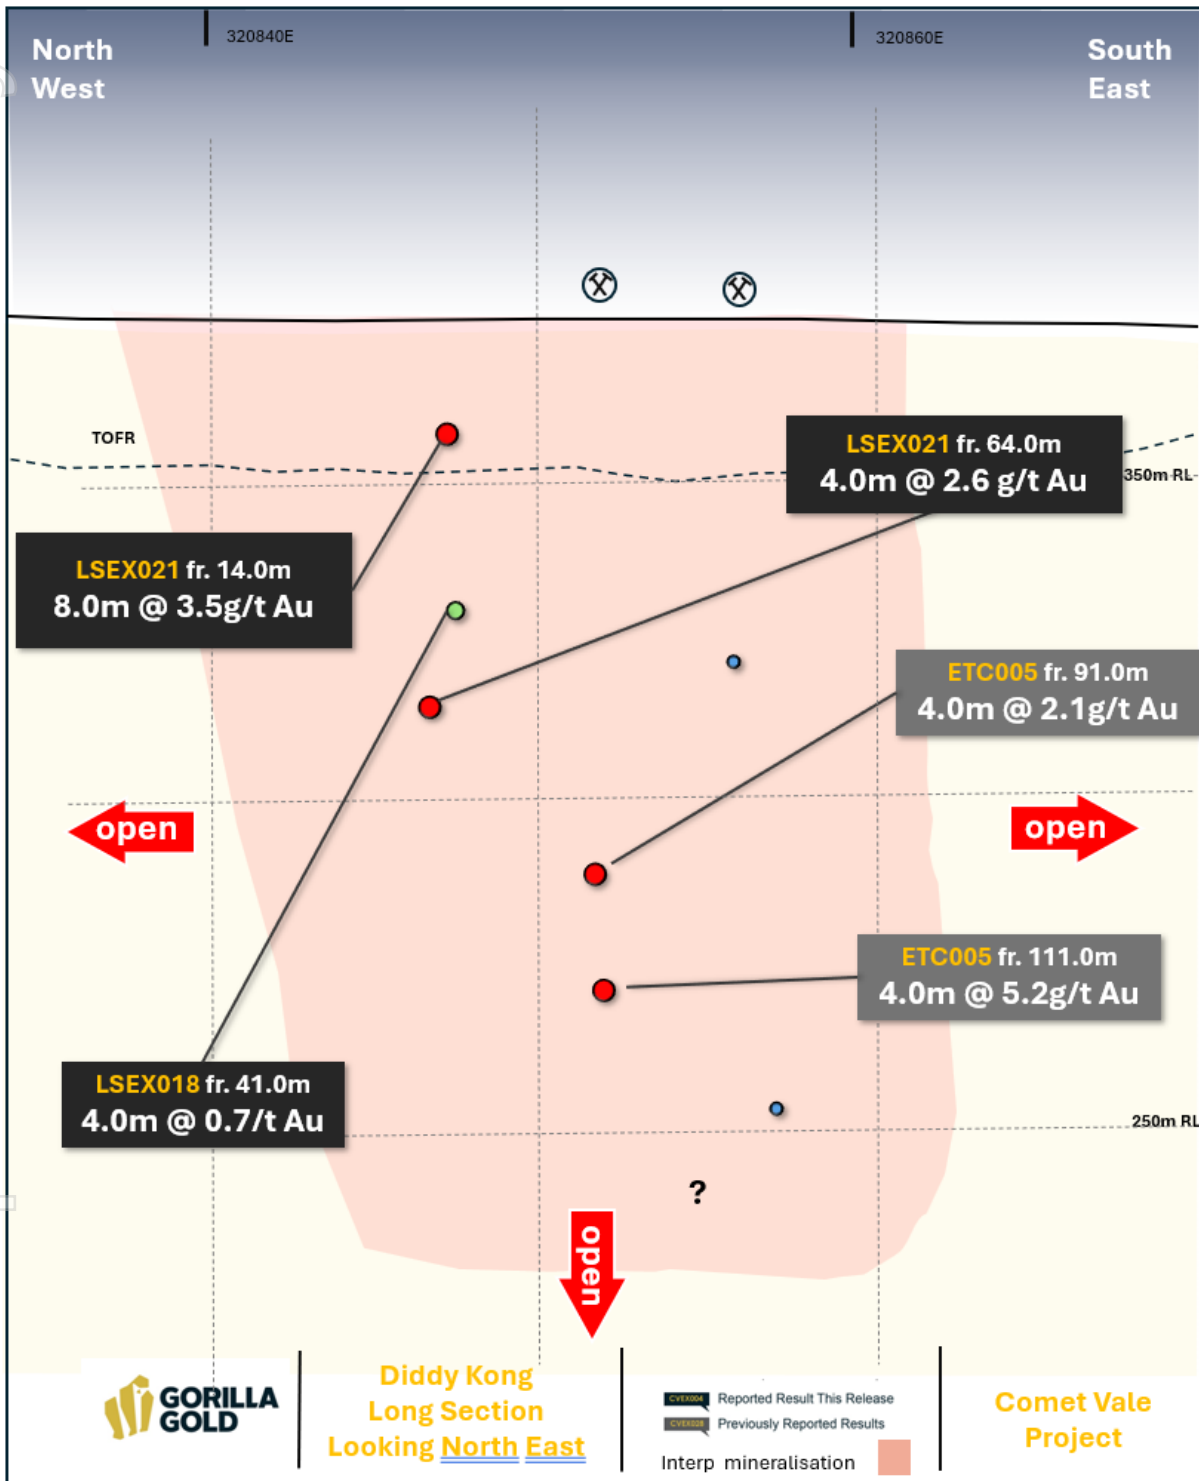 North
West
320840E
320860E
South
East
TOFR
LSEX021 fr. 64.0m
4.0m @ 2.6 g/t Au
350m RL
LSEX021 fr. 14.0m
8.0m @ 3.5g/t Au
ETC005 fr. 91.0m
4.0m @ 2.1g/t Au
open
open
ETC005 fr. 111.0m
4.0m @ 5.2g/t Au
LSEX018 fr. 41.0m
4.0m @ 0.7/t Au
250m RL
?
open
GORILLA
GOLD
Diddy Kong
Long Section
Looking North East
CVEX004 Reported Result This Release
CVEX028 Previously Reported Results
Interp mineralisation
Comet Vale
Project